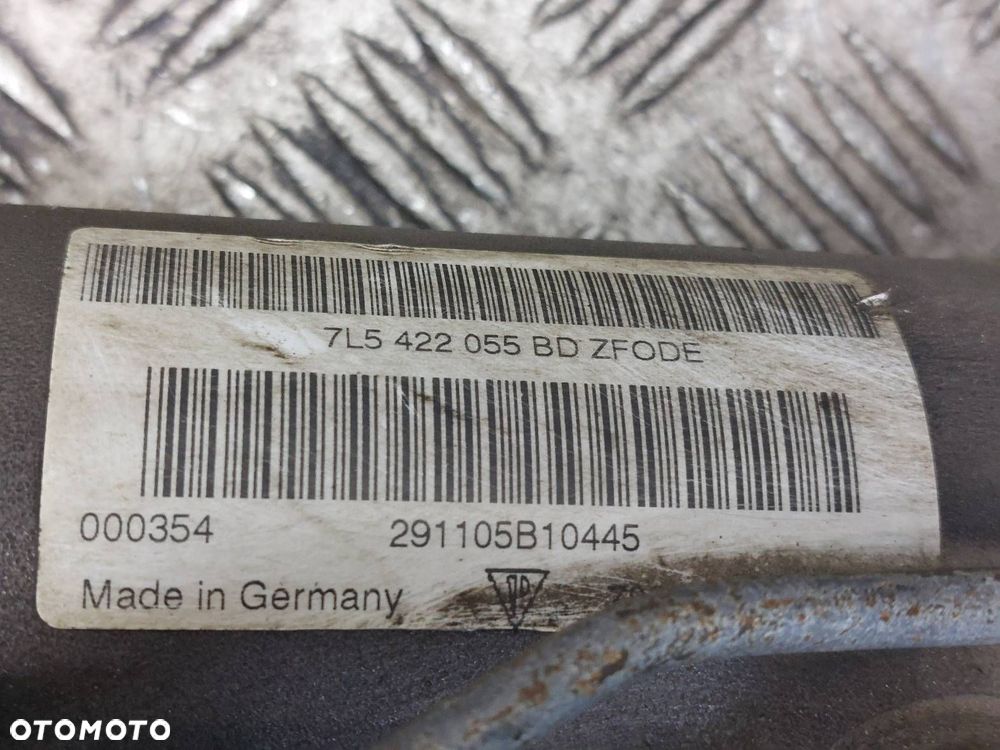 7L5 422 055 BD ZFODE
000354 291105B10445
Made in Germany
OTOMOTO